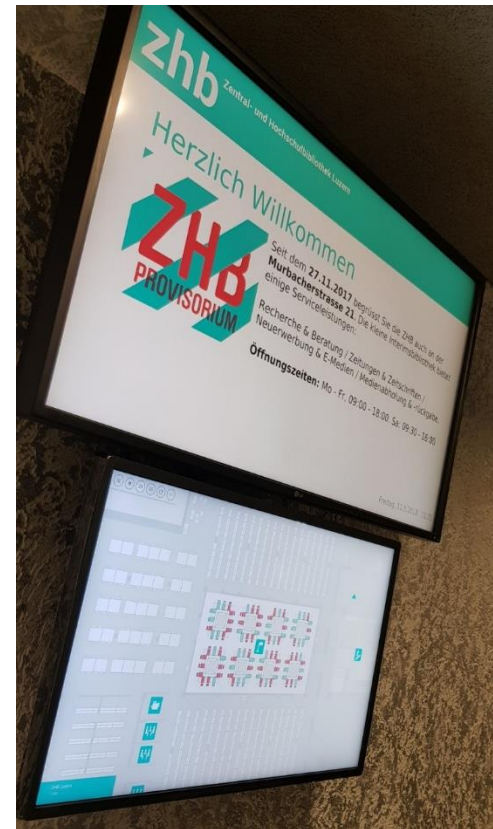 zhb Zentral- und Hochschulbibliothek Luzern
Herzlich Willkommen
ZHB
PROVISORIUM
Seit dem 27.11.2017 begrüsst Sie die ZHB auch an der
Murbacherstrasse 21. Die kleine Interimsbibliothek bietet
einige Serviceleistungen:
Recherche & Beratung / Zeitungen & Zeitschriften /
Neuerwerbung & E-Medien / Medienabholung & -rückgabe.
Öffnungszeiten: Mo - Fr. 09:00 - 18:00. Sa: 09:30 - 16:00
Freitag,
LG